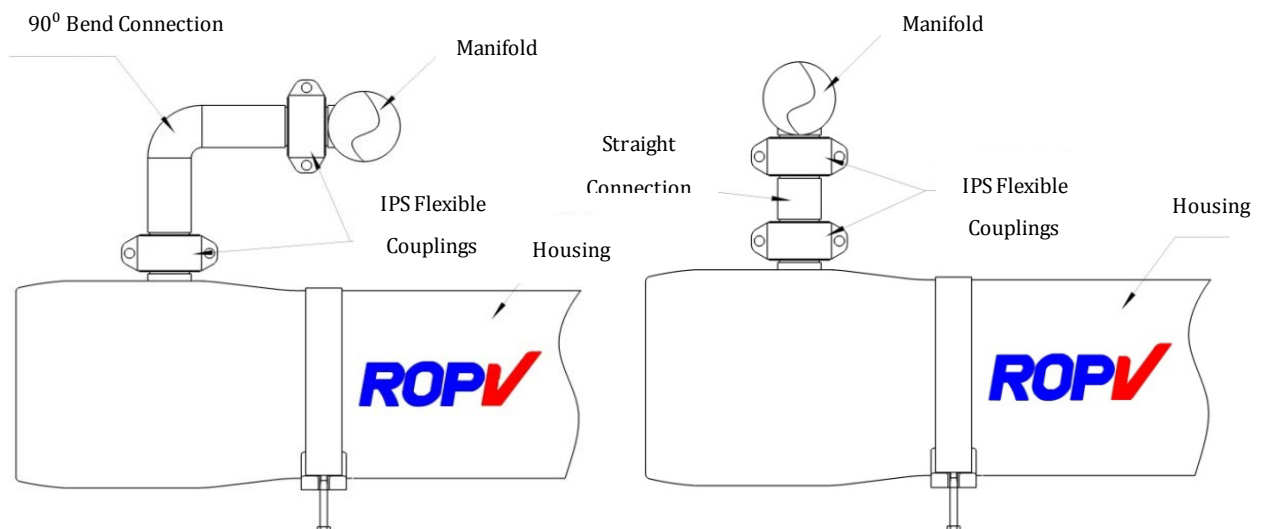 90⁰ Bend Connection
Manifold
IPS Flexible
Couplings
Housing
ROPV
Manifold
Straight
Connection
IPS Flexible
Couplings
Housing
ROPV